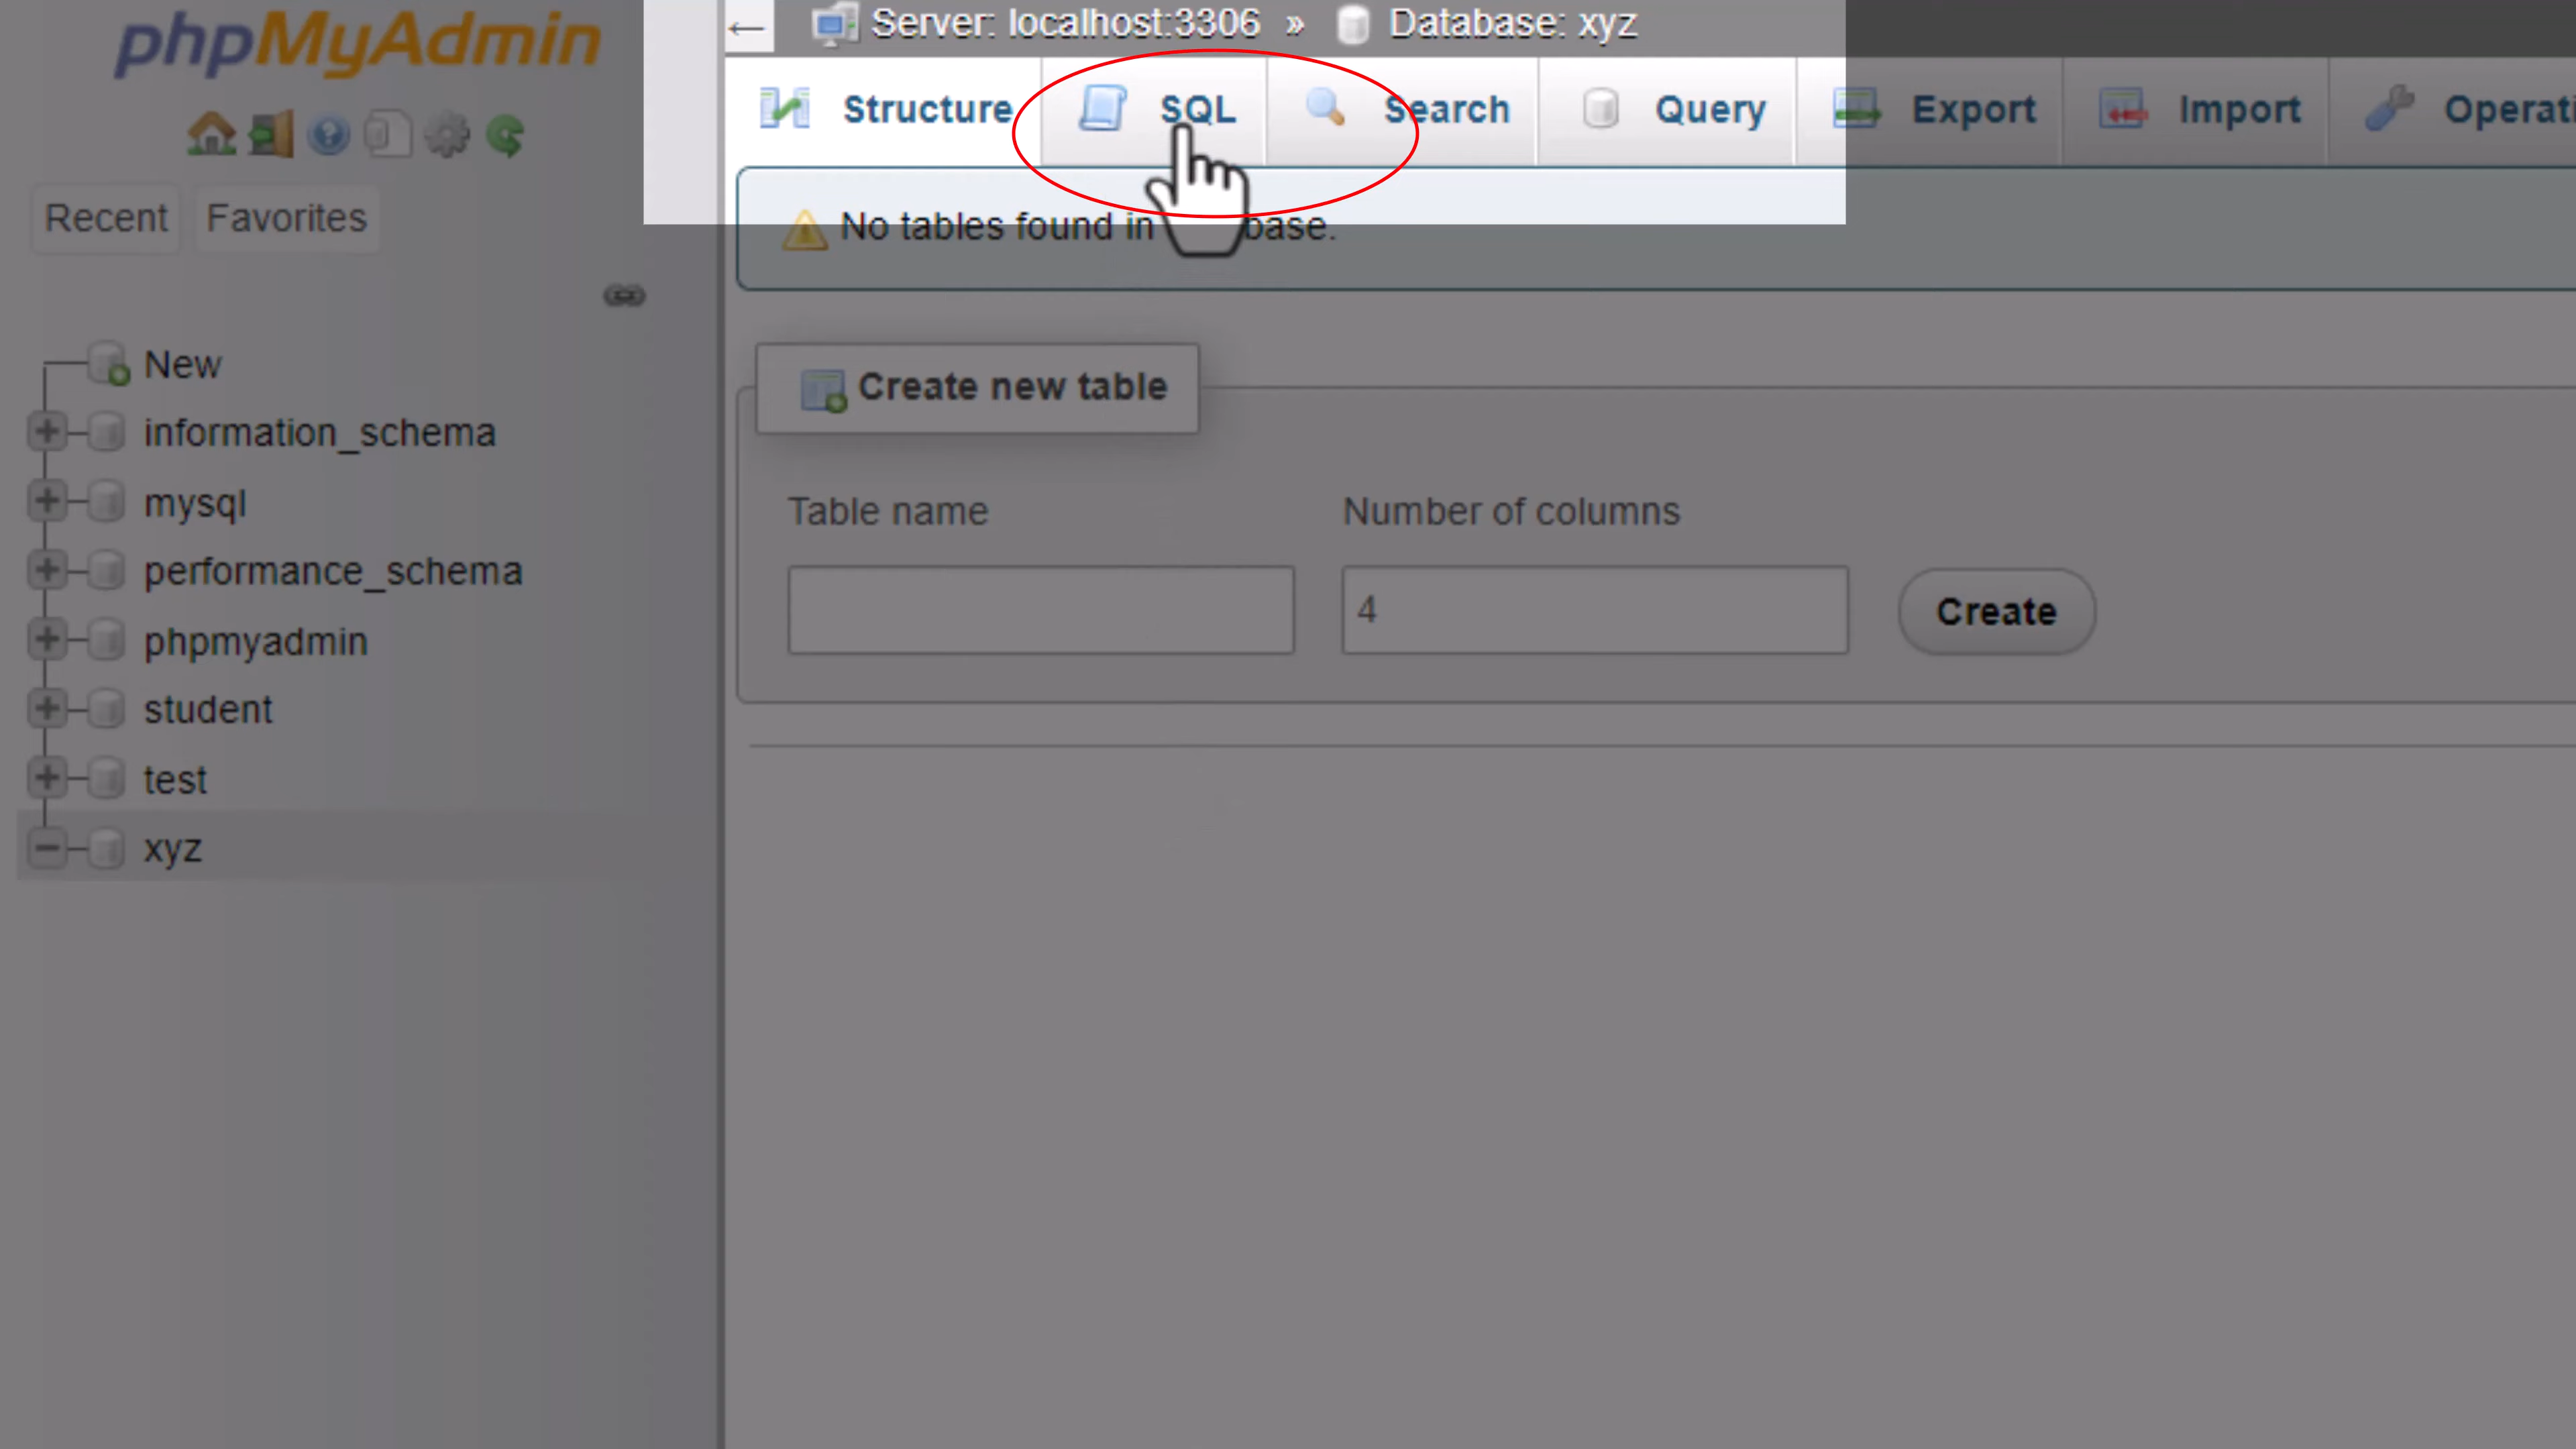 phpMyAdmin
Recent Favorites
New
information_schema
mysql
performance_schema
phpmyadmin
student
test
xyz
← Server: localhost:3306 » Database: xyz
Structure SQL Search Query Export Import Operati
No tables found in base.
Create new table
Table name Number of columns
4 Create